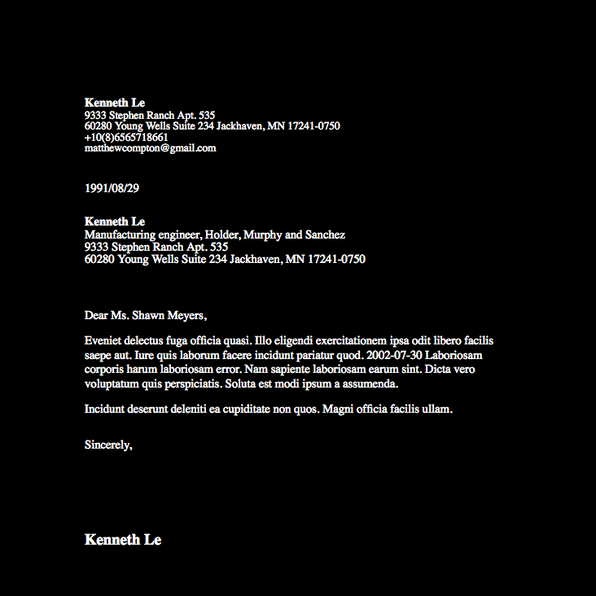 Kenneth Le
9333 Stephen Ranch Apt. 535
60280 Young Wells Suite 234 Jackhaven, MN 17241-0750
+10(8)6565718661
matthewcompton@gmail.com
1991/08/29
Kenneth Le
Manufacturing engineer, Holder, Murphy and Sanchez
9333 Stephen Ranch Apt. 535
60280 Young Wells Suite 234 Jackhaven, MN 17241-0750
Dear Ms. Shawn Meyers,
Eveniet delectus fuga officia quasi. Illo eligendi exercitationem ipsa odit libero facilis
saepe aut. Iure quis laborum facere incidunt pariatur quod. 2002-07-30 Laboriosam
corporis harum laboriosam error. Nam sapiente laboriosam earum sint. Dicta vero
voluptatum quis perspiciatis. Soluta est modi ipsum a assumenda.
Incidunt deserunt deleniti ea cupiditate non quos. Magni officia facilis ullam.
Sincerely,
Kenneth Le